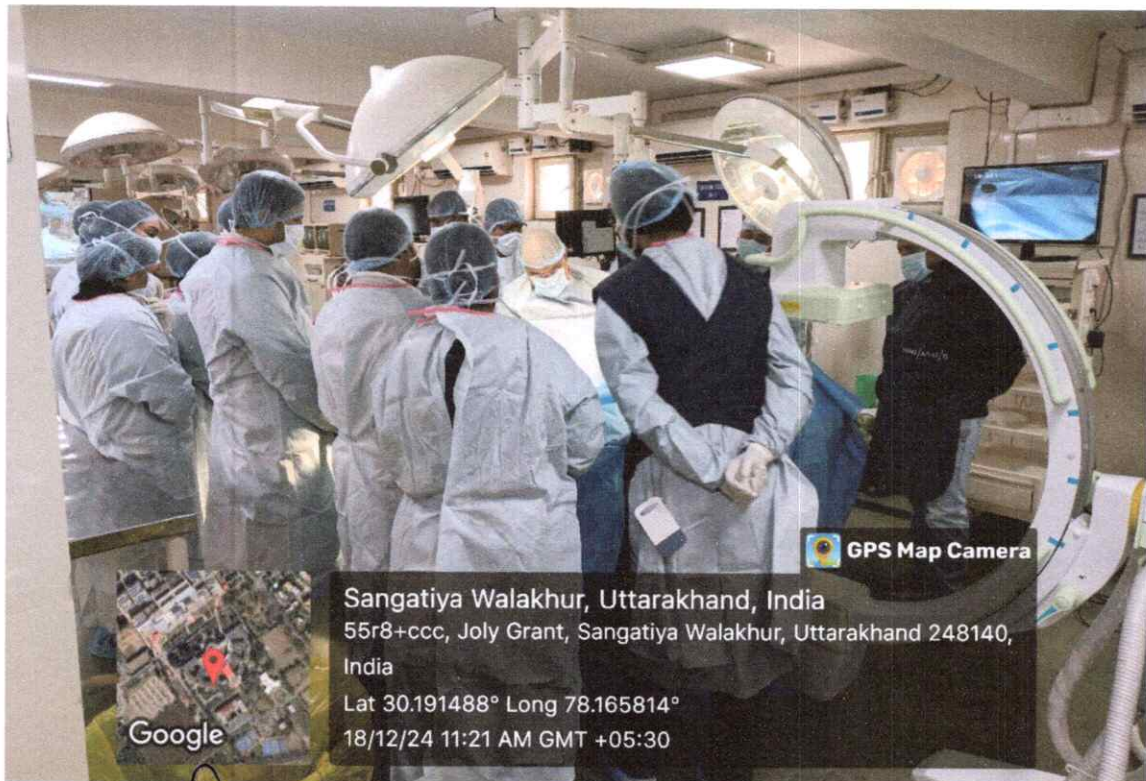 GPS Map Camera
Sangatiya Walakhur, Uttarakhand, India
55r8+ccc, Joly Grant, Sangatiya Walakhur, Uttarakhand 248140,
India
Lat 30.191488° Long 78.165814°
18/12/24 11:21 AM GMT +05:30
Google